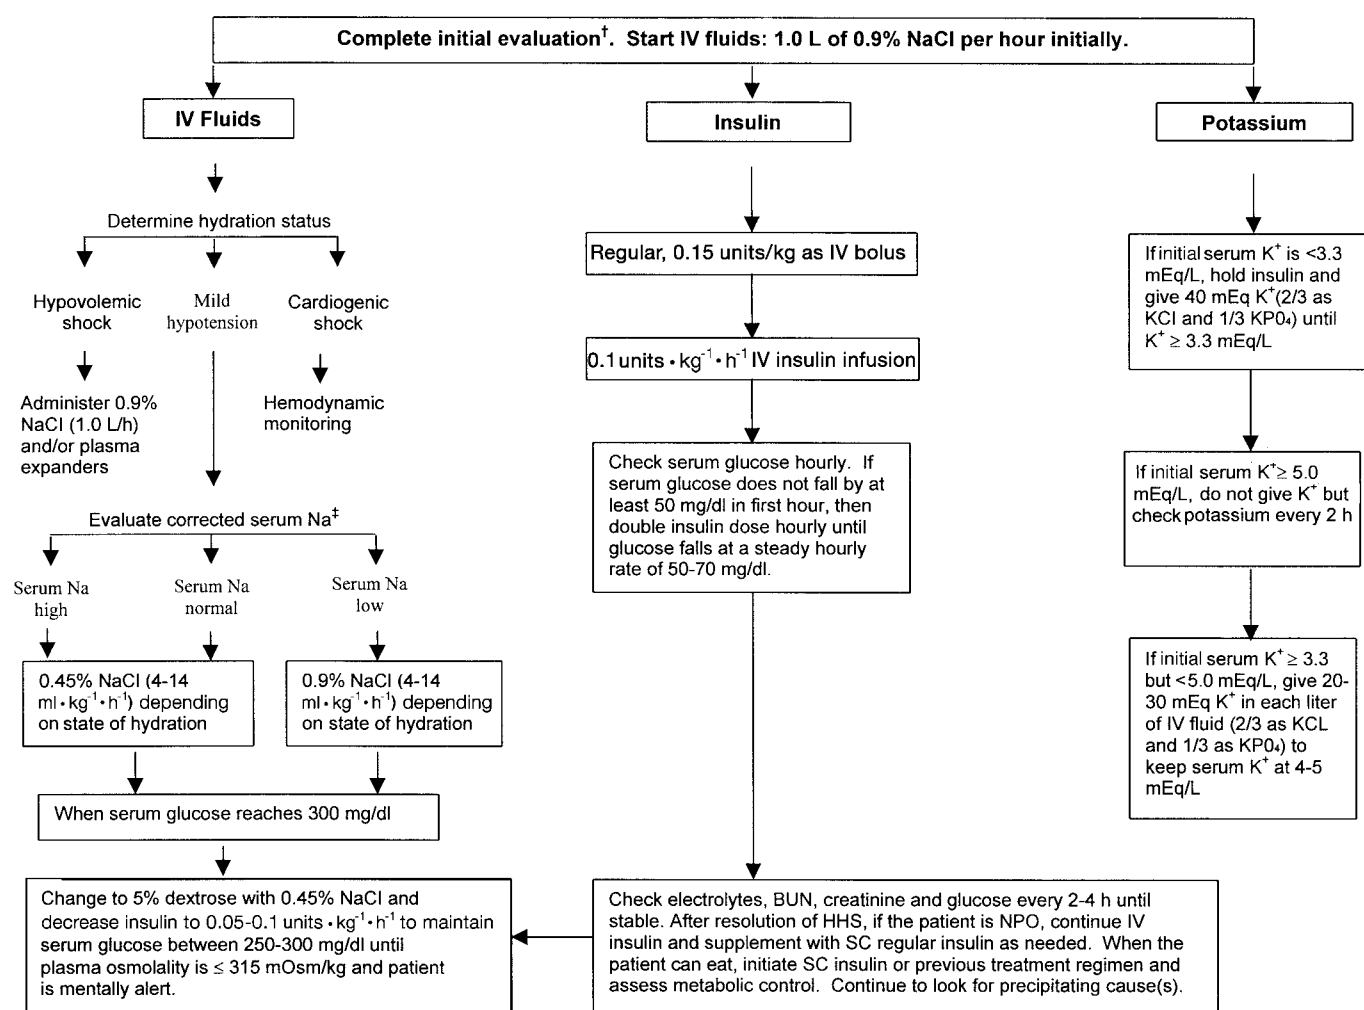 Complete initial evaluation†. Start IV fluids: 1.0 L of 0.9% NaCl per hour initially.
IV Fluids
Insulin
Potassium
Determine hydration status
Hypovolemic
shock
Mild
hypotension
Cardiogenic
shock
Administer 0.9%
NaCl (1.0 L/h)
and/or plasma
expanders
Hemodynamic
monitoring
Evaluate corrected serum Na‡
Serum Na
high
Serum Na
normal
Serum Na
low
0.45% NaCl (4-14
ml·kg⁻¹·h⁻¹) depending
on state of hydration
0.9% NaCl (4-14
ml·kg⁻¹·h⁻¹) depending
on state of hydration
When serum glucose reaches 300 mg/dl
Change to 5% dextrose with 0.45% NaCl and
decrease insulin to 0.05-0.1 units·kg⁻¹·h⁻¹ to maintain
serum glucose between 250-300 mg/dl until
plasma osmolality is ≤ 315 mOsm/kg and patient
is mentally alert.
Regular, 0.15 units/kg as IV bolus
0.1 units·kg⁻¹·h⁻¹ IV insulin infusion
Check serum glucose hourly. If
serum glucose does not fall by at
least 50 mg/dl in first hour, then
double insulin dose hourly until
glucose falls at a steady hourly
rate of 50-70 mg/dl.
Check electrolytes, BUN, creatinine and glucose every 2-4 h until
stable. After resolution of HHS, if the patient is NPO, continue IV
insulin and supplement with SC regular insulin as needed. When the
patient can eat, initiate SC insulin or previous treatment regimen and
assess metabolic control. Continue to look for precipitating cause(s).
If initial serum K⁺ is <3.3
mEq/L, hold insulin and
give 40 mEq K⁺(2/3 as
KCl and 1/3 KP0₄) until
K⁺ ≥ 3.3 mEq/L
If initial serum K⁺≥ 5.0
mEq/L, do not give K⁺ but
check potassium every 2 h
If initial serum K⁺ ≥ 3.3
but <5.0 mEq/L, give 20-
30 mEq K⁺ in each liter
of IV fluid (2/3 as KCL
and 1/3 as KP0₄) to
keep serum K⁺ at 4-5
mEq/L